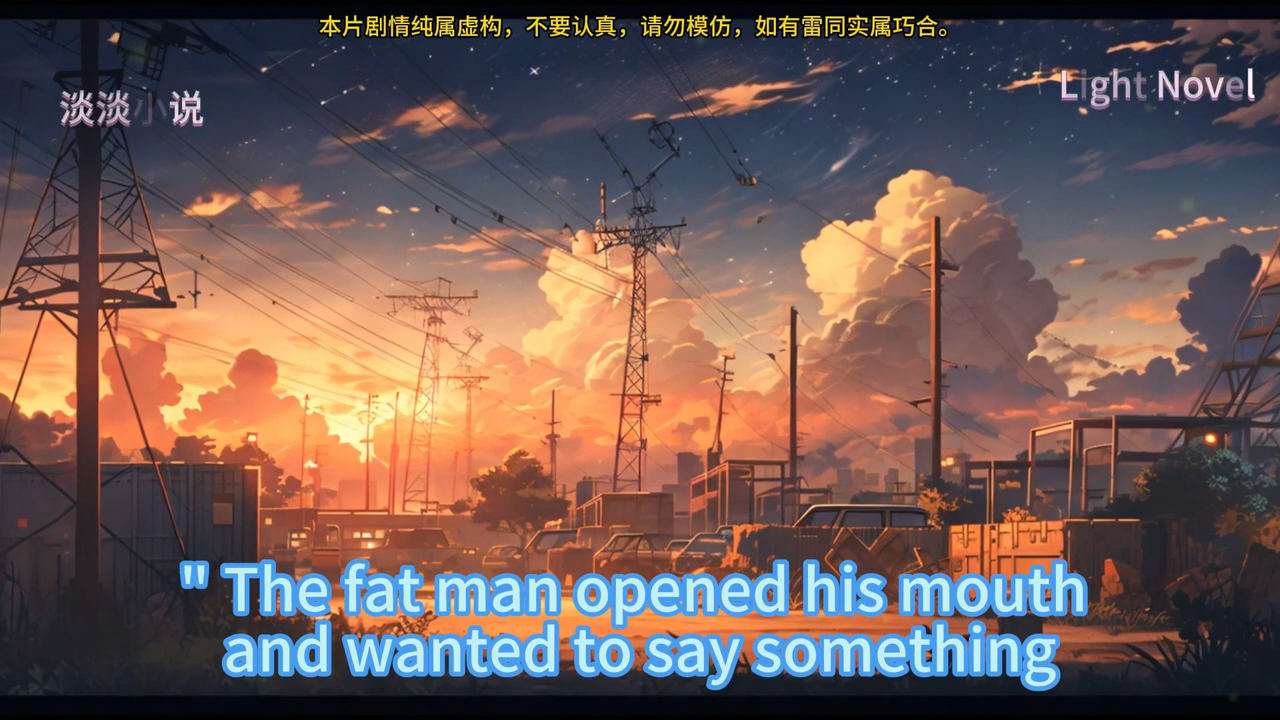 本片剧情纯属虚构，不要认真，请勿模仿，如有雷同实属巧合。
淡淡小说
Light Novel
" The fat man opened his mouth
and wanted to say something